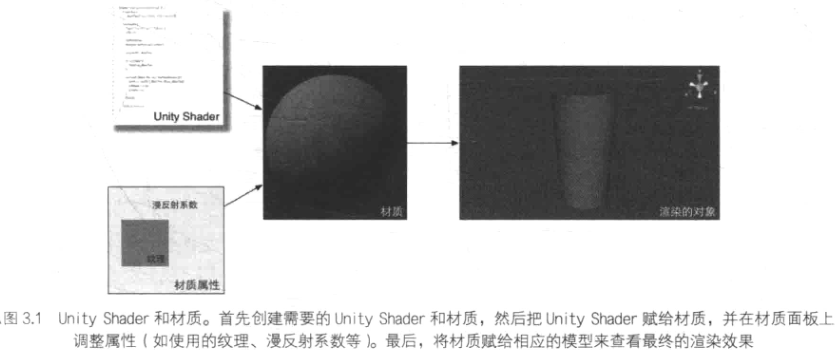 Unity Shader
漫反射系数
纹理
材质属性
材质
渲染的对象
图 3.1 Unity Shader 和材质。首先创建需要的 Unity Shader 和材质，然后把 Unity Shader 赋给材质，并在材质面板上
调整属性（如使用的纹理、漫反射系数等）。最后，将材质赋给相应的模型来查看最终的渲染效果